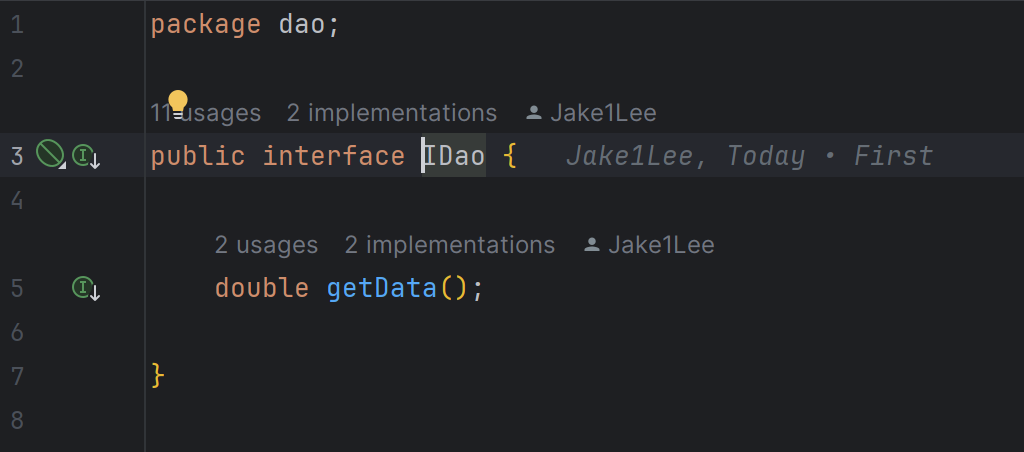 1 package dao;
2
11 usages 2 implementations Jake1Lee
3 public interface IDao { Jake1Lee, Today • First
4
2 usages 2 implementations Jake1Lee
5 double getData();
6
7 }
8